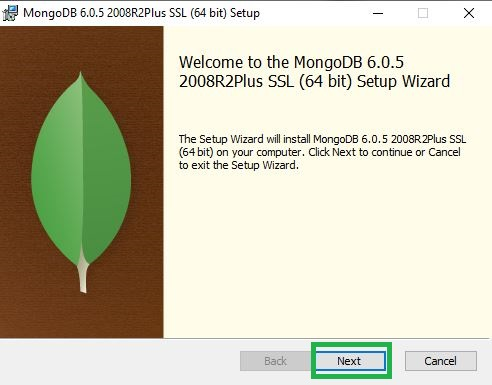 MongoDB 6.0.5 2008R2Plus SSL (64 bit) Setup
Welcome to the MongoDB 6.0.5
2008R2Plus SSL (64 bit) Setup Wizard
The Setup Wizard will install MongoDB 6.0.5 2008R2Plus SSL
(64 bit) on your computer. Click Next to continue or Cancel
to exit the Setup Wizard.
Back Next Cancel